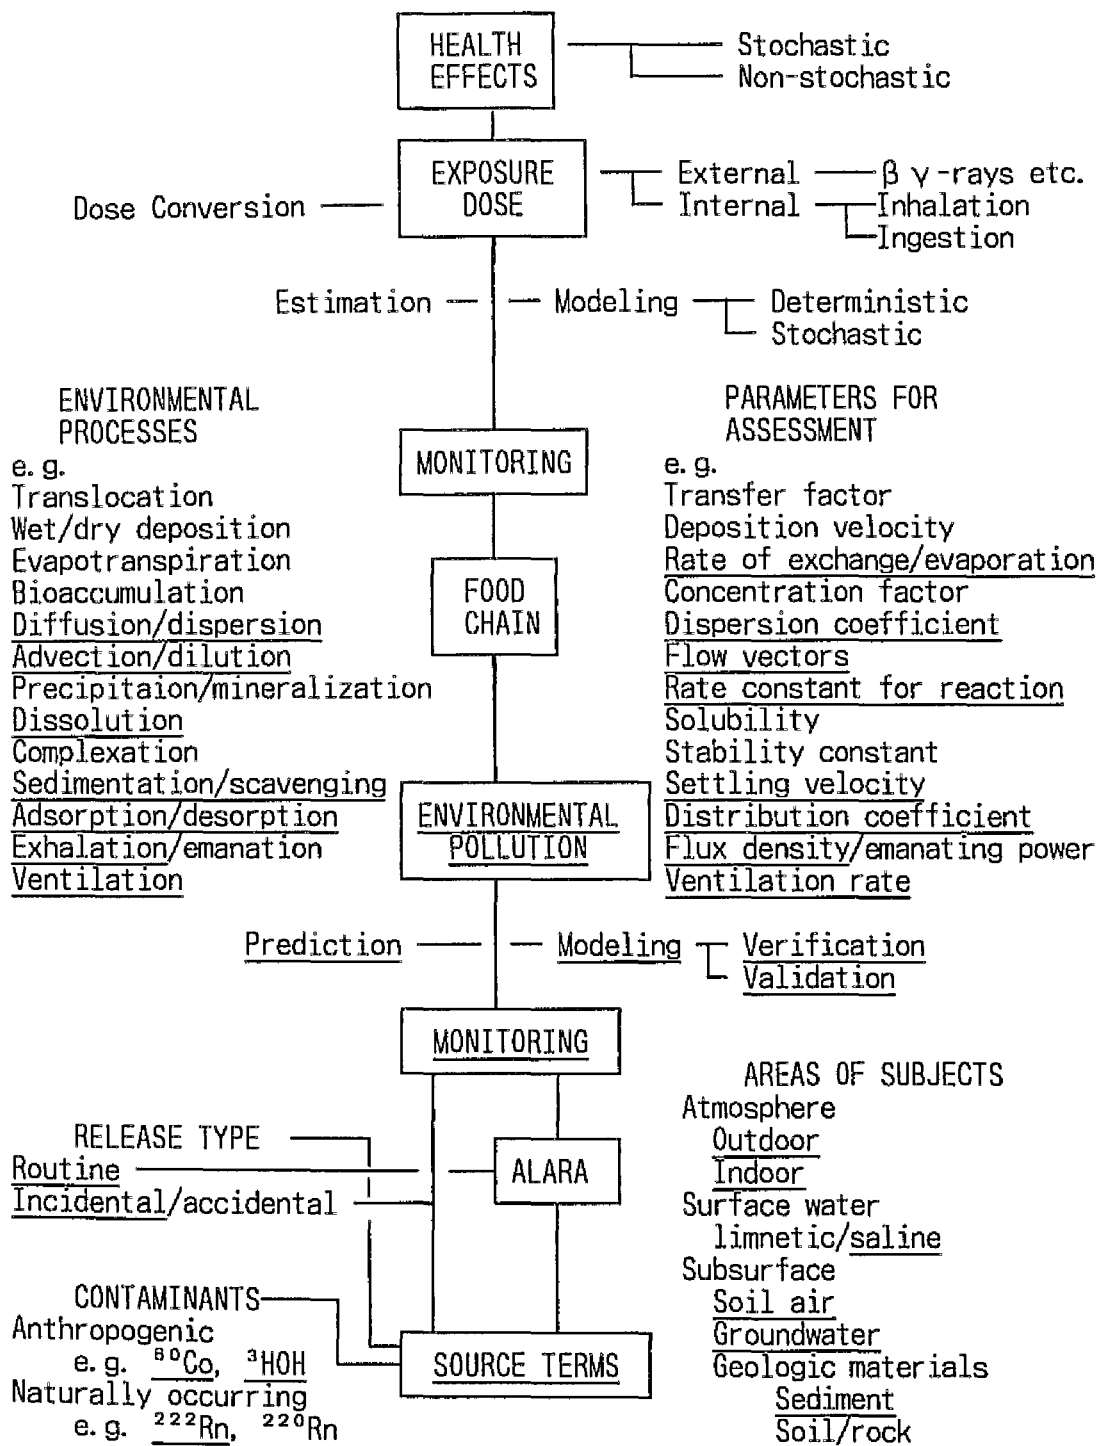 HEALTH
EFFECTS
Stochastic
Non-stochastic
EXPOSURE
DOSE
Dose Conversion
External
β γ-rays etc.
Internal
Inhalation
Ingestion
Estimation
Modeling
Deterministic
Stochastic
ENVIRONMENTAL
PROCESSES
e.g.
Translocation
Wet/dry deposition
Evapotranspiration
Bioaccumulation
Diffusion/dispersion
Advection/dilution
Precipitaion/mineralization
Dissolution
Complexation
Sedimentation/scavenging
Adsorption/desorption
Exhalation/emanation
Ventilation
MONITORING
FOOD
CHAIN
ENVIRONMENTAL
POLLUTION
PARAMETERS FOR
ASSESSMENT
e.g.
Transfer factor
Deposition velocity
Rate of exchange/evaporation
Concentration factor
Dispersion coefficient
Flow vectors
Rate constant for reaction
Solubility
Stability constant
Settling velocity
Distribution coefficient
Flux density/emanating power
Ventilation rate
Prediction
Modeling
Verification
Validation
MONITORING
RELEASE TYPE
Routine
Incidental/accidental
ALARA
CONTAMINANTS
Anthropogenic
e.g. ⁶⁰Co, ³HOH
Naturally occurring
e.g. ²²²Rn, ²²⁰Rn
SOURCE TERMS
AREAS OF SUBJECTS
Atmosphere
Outdoor
Indoor
Surface water
limnetic/saline
Subsurface
Soil air
Groundwater
Geologic materials
Sediment
Soil/rock